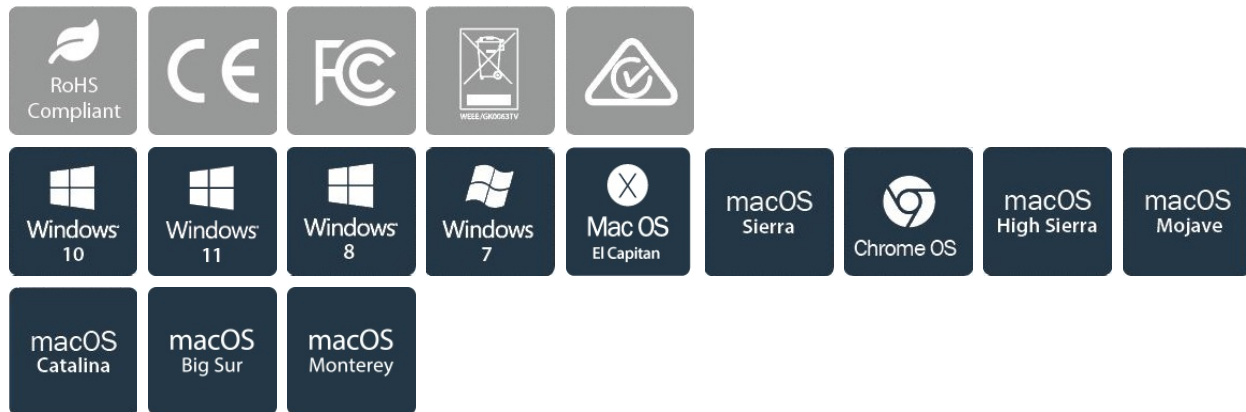 RoHS
Compliant
CE
FC
WEEE/GK0083TV
Windows
10
Windows
11
Windows
8
Windows
7
X
Mac OS
El Capitan
macOS
Sierra
Chrome OS
macOS
High Sierra
macOS
Mojave
macOS
Catalina
macOS
Big Sur
macOS
Monterey